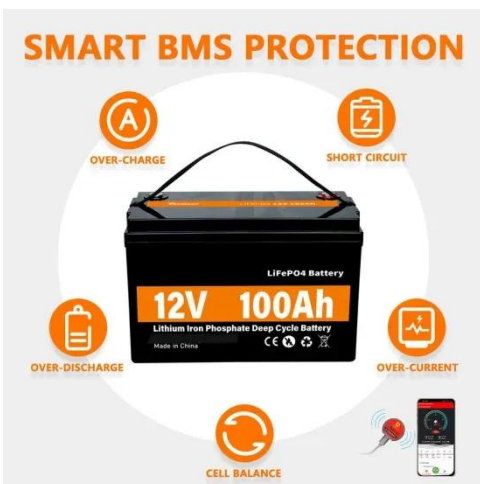 SMART BMS PROTECTION
OVER-CHARGE
SHORT CIRCUIT
LiFePO4 Battery
12V 100Ah
Lithium Iron Phosphate Deep Cycle Battery
Made in China
CE
OVER-DISCHARGE
OVER-CURRENT
CELL BALANCE